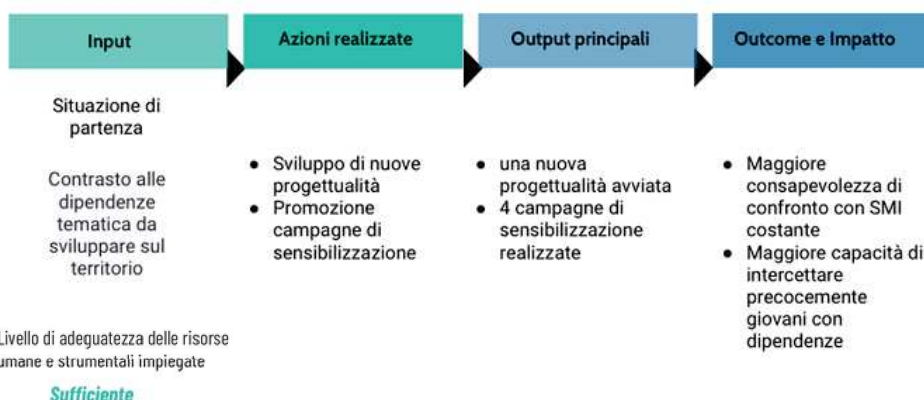 Input
Azioni realizzate
Output principali
Outcome e Impatto
Situazione di
partenza
Contrasto alle
dipendenze
tematica da
sviluppare sul
territorio
Livello di adeguatezza delle risorse
umane e strumentali impiegate
Sufficiente
● Sviluppo di nuove
progettualità
● Promozione
campagne di
sensibilizzazione
● una nuova
progettualità avviata
● 4 campagne di
sensibilizzazione
realizzate
● Maggiore
consapevolezza di
confronto con SMI
costante
● Maggiore capacità di
intercettare
precocemente
giovani con
dipendenze